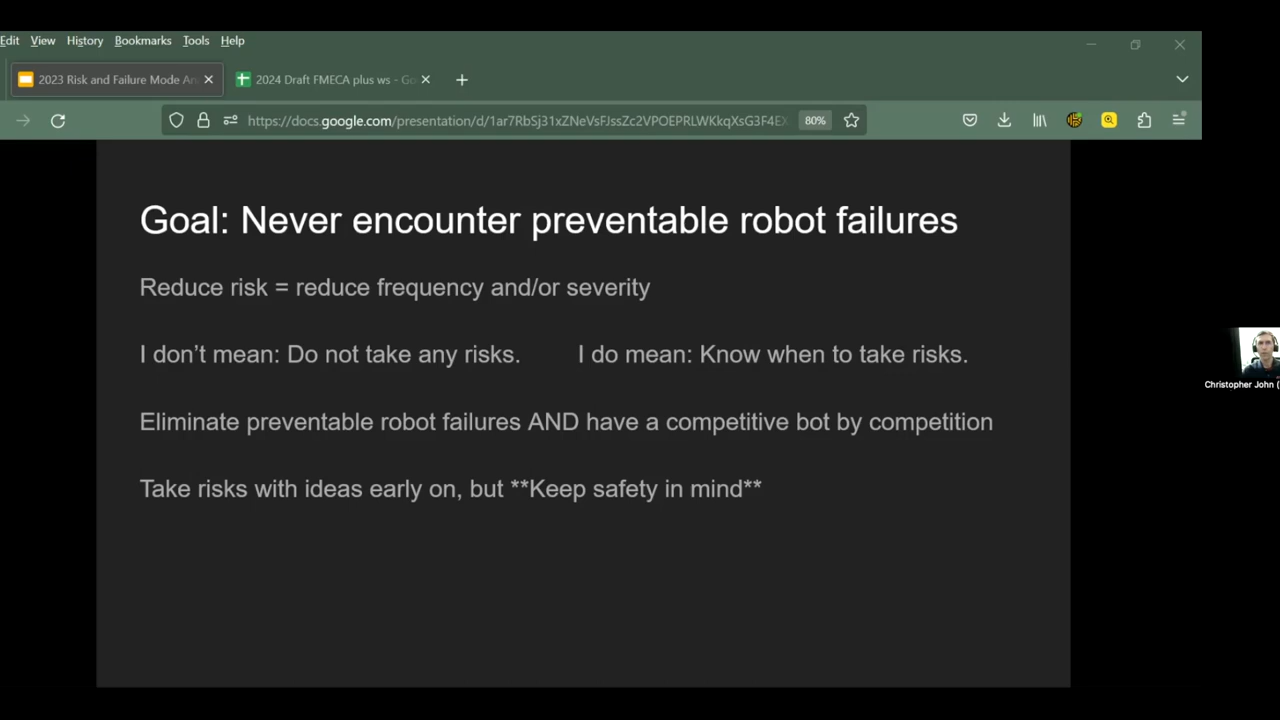 Edit View History Bookmarks Tools Help
2023 Risk and Failure Mode An
2024 Draft FMECA plus ws - Go
https://docs.google.com/presentation/d/1ar7RbSj31xZNeVsFJssZc2VPOEPRLWKkqXsG3F4EX
80%
Goal: Never encounter preventable robot failures
Reduce risk = reduce frequency and/or severity
I don’t mean: Do not take any risks. I do mean: Know when to take risks.
Christopher John (
Eliminate preventable robot failures AND have a competitive bot by competition
Take risks with ideas early on, but **Keep safety in mind**